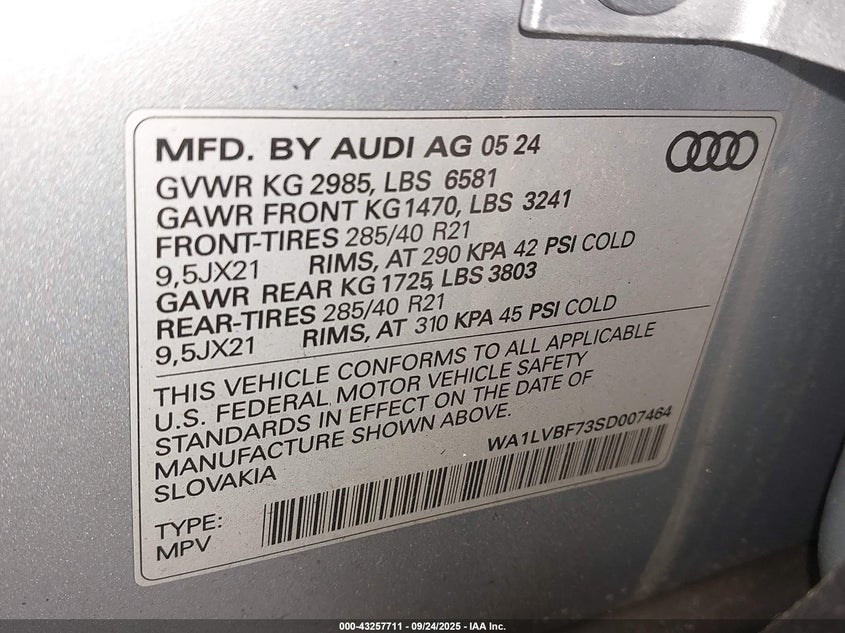 MFD. BY AUDI AG 05 24
GVWR KG 2985, LBS 6581
GAWR FRONT KG1470, LBS 3241
FRONT-TIRES 285/40 R21
9,5JX21 RIMS, AT 290 KPA 42 PSI COLD
GAWR REAR KG 1725, LBS 3803
REAR-TIRES 285/40 R21
9,5JX21 RIMS, AT 310 KPA 45 PSI COLD
THIS VEHICLE CONFORMS TO ALL APPLICABLE
U.S. FEDERAL MOTOR VEHICLE SAFETY
STANDARDS IN EFFECT ON THE DATE OF
MANUFACTURE SHOWN ABOVE.
SLOVAKIA
WA1LVBF73SD007464
TYPE:
MPV
000-43257711 - 09/24/2025 - IAA Inc.